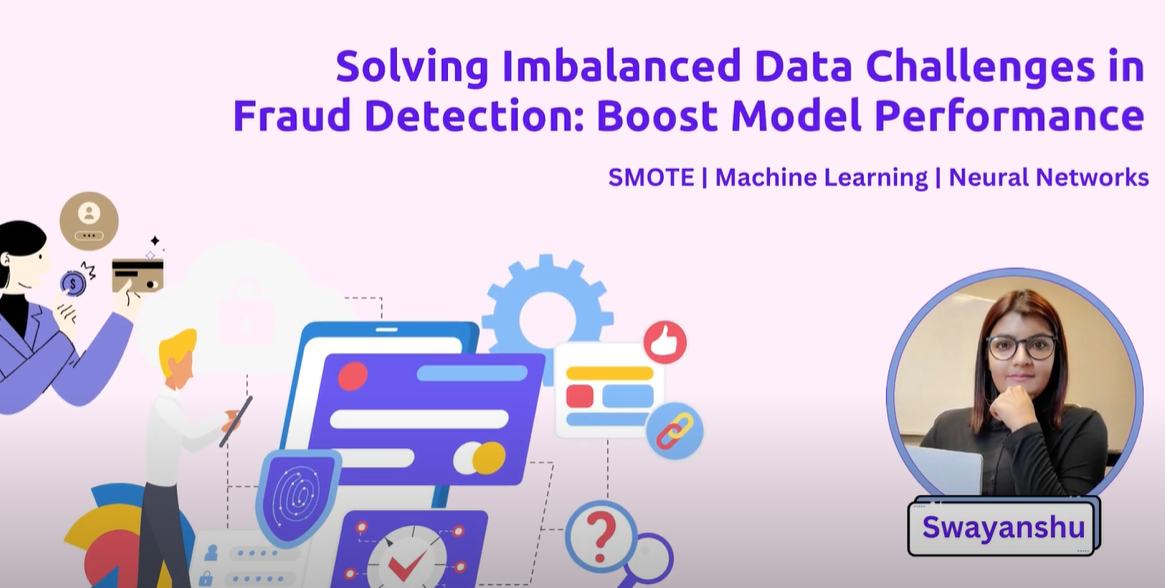 Solving Imbalanced Data Challenges in
Fraud Detection: Boost Model Performance
SMOTE | Machine Learning | Neural Networks
$
?
Swayanshu